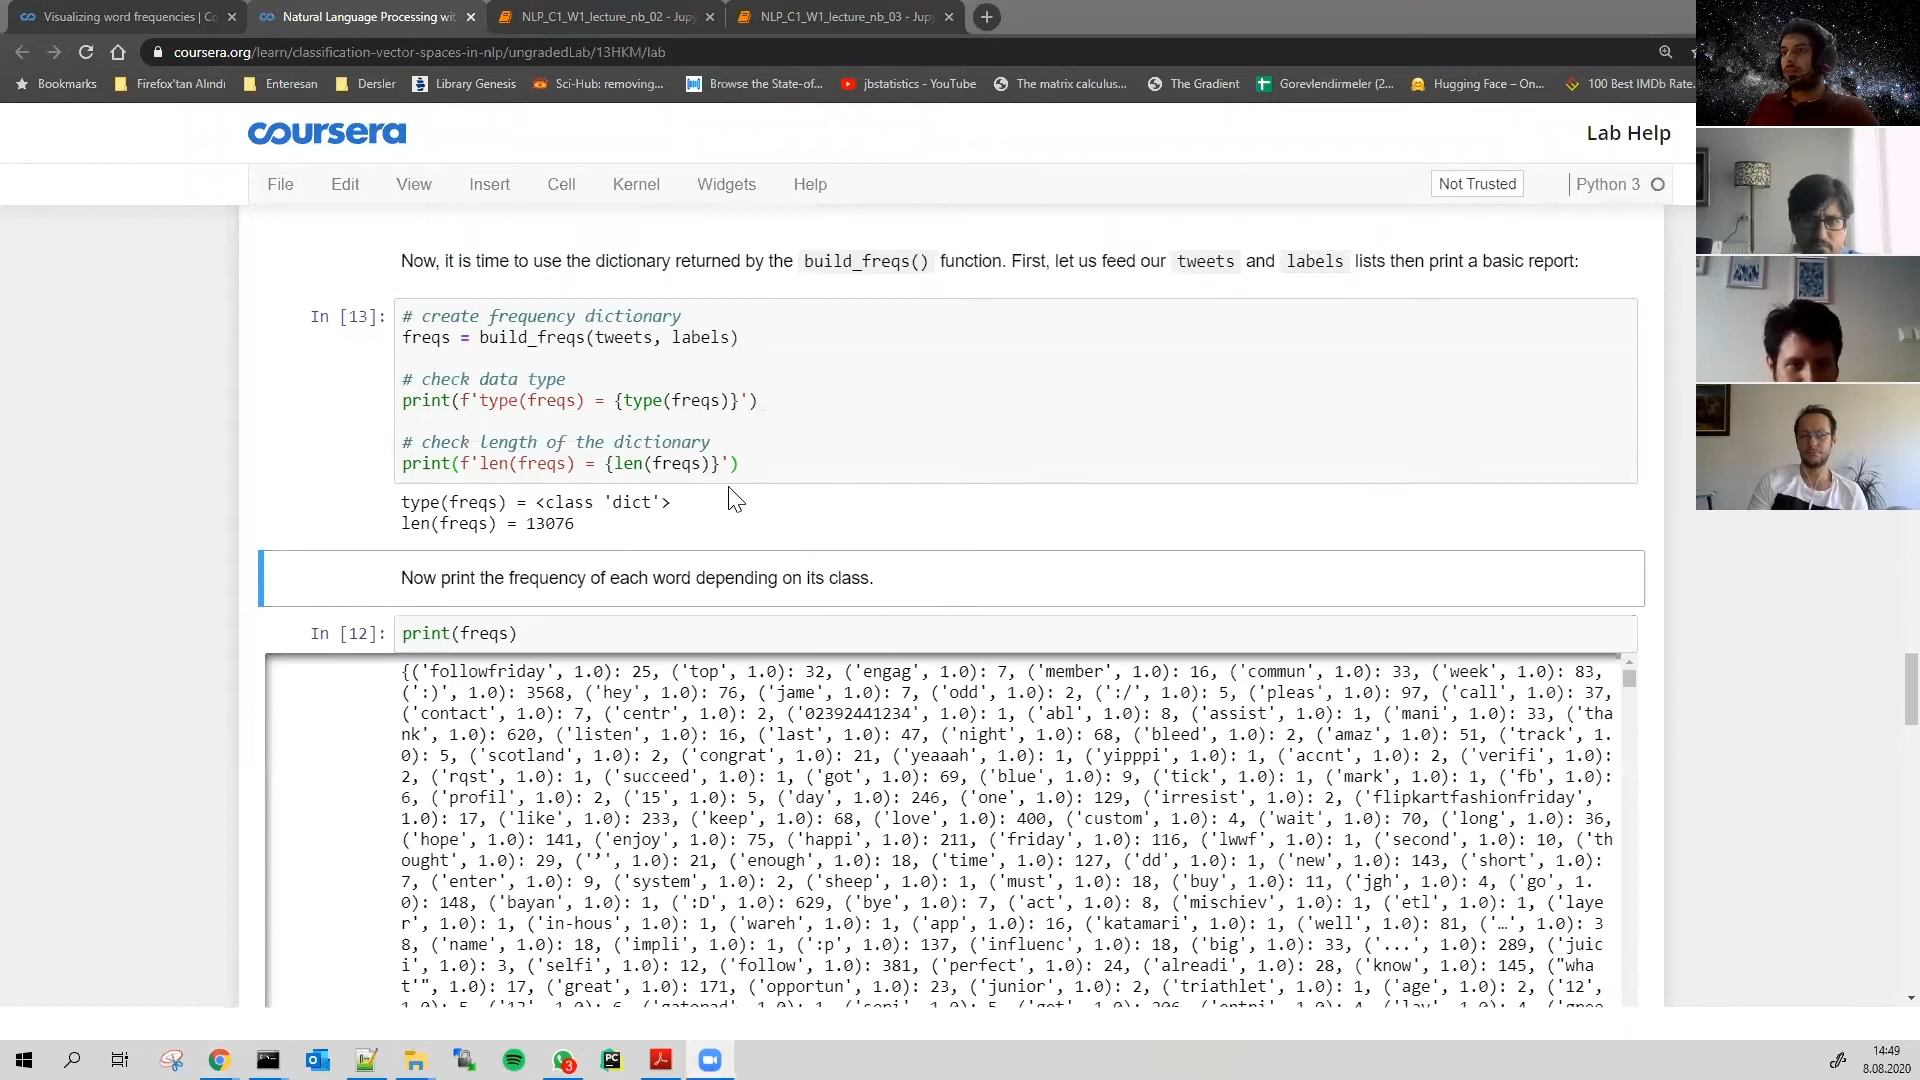 Visualizing word frequencies | Co
Natural Language Processing wit
NLP_C1_W1_lecture_nb_02 - Jup
NLP_C1_W1_lecture_nb_03 - Jup
coursera.org/learn/classification-vector-spaces-in-nlp/ungradedLab/13HKM/lab
Bookmarks Firefox'tan Alındı Enteresan Dersler Library Genesis Sci-Hub: removing... Browse the State-of... jbstatistics - YouTube The matrix calculus... The Gradient Gorevlendirmeler (2... Hugging Face – On... 100 Best IMDb Rate.
coursera
Lab Help
File Edit View Insert Cell Kernel Widgets Help
Not Trusted
Python 3
Now, it is time to use the dictionary returned by the build_freqs() function. First, let us feed our tweets and labels lists then print a basic report:
In [13]: # create frequency dictionary
freqs = build_freqs(tweets, labels)
# check data type
print(f'type(freqs) = {type(freqs)}')
# check length of the dictionary
print(f'len(freqs) = {len(freqs)}')
type(freqs) = <class 'dict'>
len(freqs) = 13076
Now print the frequency of each word depending on its class.
In [12]: print(freqs)
{('followfriday', 1.0): 25, ('top', 1.0): 32, ('engag', 1.0): 7, ('member', 1.0): 16, ('commun', 1.0): 33, ('week', 1.0): 83,
(':)', 1.0): 3568, ('hey', 1.0): 76, ('jame', 1.0): 7, ('odd', 1.0): 2, (':/', 1.0): 5, ('pleas', 1.0): 97, ('call', 1.0): 37,
('contact', 1.0): 7, ('centr', 1.0): 2, ('02392441234', 1.0): 1, ('abl', 1.0): 8, ('assist', 1.0): 1, ('mani', 1.0): 33, ('tha
nk', 1.0): 620, ('listen', 1.0): 16, ('last', 1.0): 47, ('night', 1.0): 68, ('bleed', 1.0): 2, ('amaz', 1.0): 51, ('track', 1.
0): 5, ('scotland', 1.0): 2, ('congrat', 1.0): 21, ('yeaaah', 1.0): 1, ('yipppi', 1.0): 1, ('accnt', 1.0): 2, ('verifi', 1.0):
2, ('rqst', 1.0): 1, ('succeed', 1.0): 1, ('got', 1.0): 69, ('blue', 1.0): 9, ('tick', 1.0): 1, ('mark', 1.0): 1, ('fb', 1.0):
6, ('profil', 1.0): 2, ('15', 1.0): 5, ('day', 1.0): 246, ('one', 1.0): 129, ('irresist', 1.0): 2, ('flipkartfashionfriday',
1.0): 17, ('like', 1.0): 233, ('keep', 1.0): 68, ('love', 1.0): 400, ('custom', 1.0): 4, ('wait', 1.0): 70, ('long', 1.0): 36,
('hope', 1.0): 141, ('enjoy', 1.0): 75, ('happi', 1.0): 211, ('friday', 1.0): 116, ('lwwf', 1.0): 1, ('second', 1.0): 10, ('th
ought', 1.0): 29, ('’', 1.0): 21, ('enough', 1.0): 18, ('time', 1.0): 127, ('dd', 1.0): 1, ('new', 1.0): 143, ('short', 1.0):
7, ('enter', 1.0): 9, ('system', 1.0): 2, ('sheep', 1.0): 1, ('must', 1.0): 18, ('buy', 1.0): 11, ('jgh', 1.0): 4, ('go', 1.
0): 148, ('bayan', 1.0): 1, (':D', 1.0): 629, ('bye', 1.0): 7, ('act', 1.0): 8, ('mischiev', 1.0): 1, ('etl', 1.0): 1, ('laye
r', 1.0): 1, ('in-hous', 1.0): 1, ('wareh', 1.0): 1, ('app', 1.0): 16, ('katamari', 1.0): 1, ('well', 1.0): 81, ('…', 1.0): 3
8, ('name', 1.0): 18, ('impli', 1.0): 1, (':p', 1.0): 137, ('influenc', 1.0): 18, ('big', 1.0): 33, ('...', 1.0): 289, ('juic
i', 1.0): 3, ('selfi', 1.0): 12, ('follow', 1.0): 381, ('perfect', 1.0): 24, ('alreadi', 1.0): 28, ('know', 1.0): 145, ("wha
t'", 1.0): 17, ('great', 1.0): 171, ('opportun', 1.0): 23, ('junior', 1.0): 2, ('triathlet', 1.0): 1, ('age', 1.0): 2, ('12',
3
PC
14:49
8.08.2020